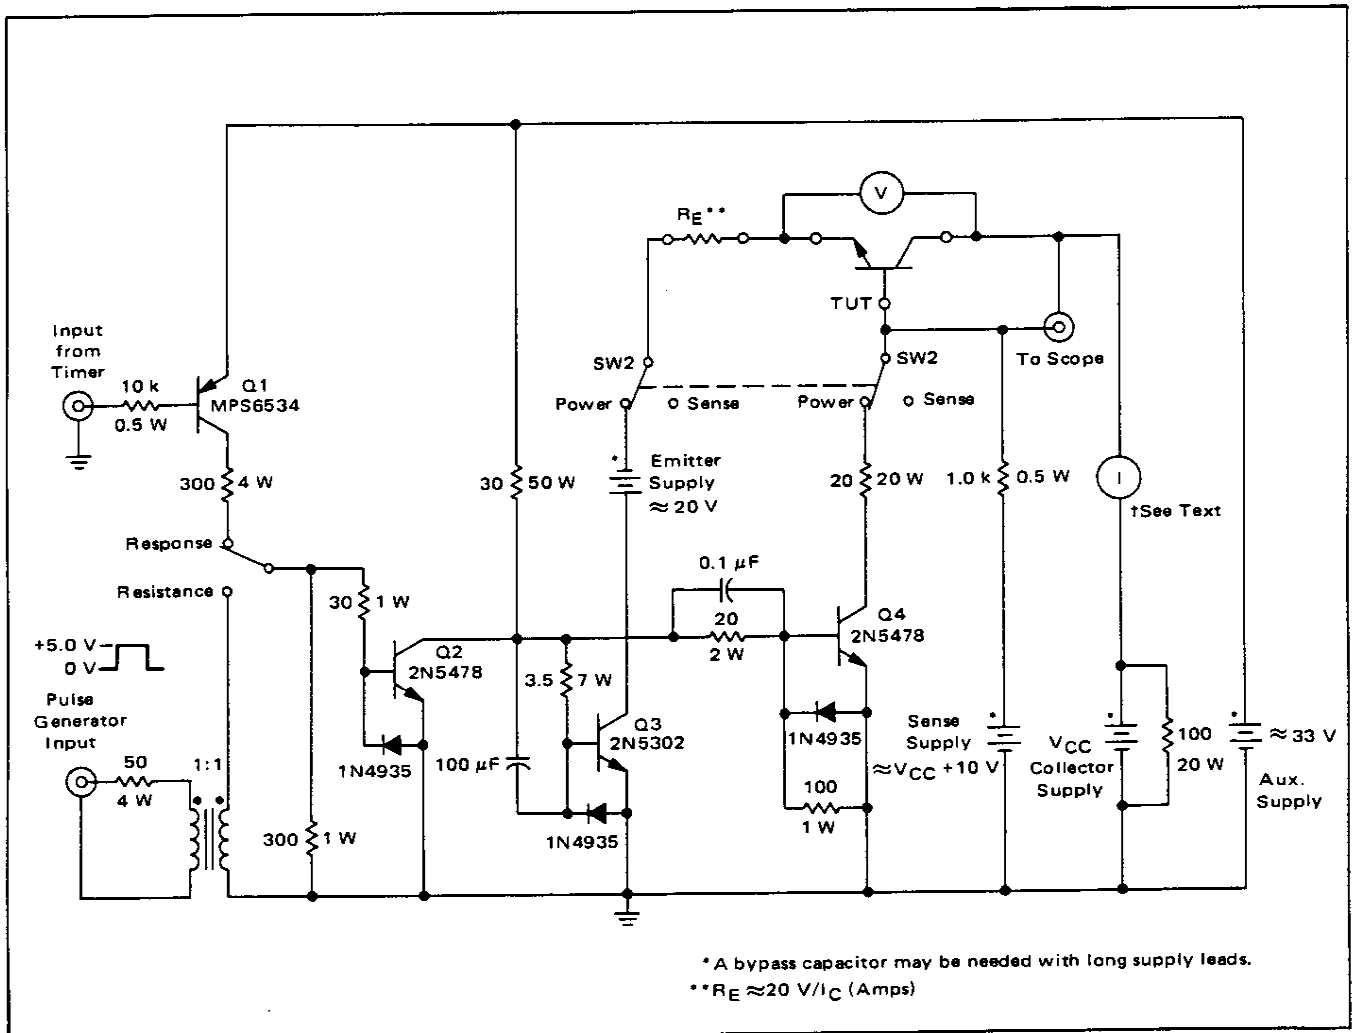 V
R_E**
TUT
Input
from
Timer
10 k
0.5 W
Q1
MPS6534
300 4 W
Response
Resistance
+5.0 V
0 V
Pulse
Generator
Input
50
4 W
1:1
300 1 W
30 1 W
Q2
2N5478
1N4935
30 50 W
3.5 7 W
100 μF
Q3
2N5302
1N4935
SW2
Power
Sense
*
Emitter
Supply
≈ 20 V
SW2
Power
Sense
20 20 W
0.1 μF
20
2 W
Q4
2N5478
1N4935
100
1 W
To Scope
1.0 k 0.5 W
I
†See Text
*
Sense
Supply
≈V_CC +10 V
*
V_CC
Collector
Supply
100
20 W
*
≈ 33 V
Aux.
Supply
*A bypass capacitor may be needed with long supply leads.
**R_E ≈20 V/I_C (Amps)